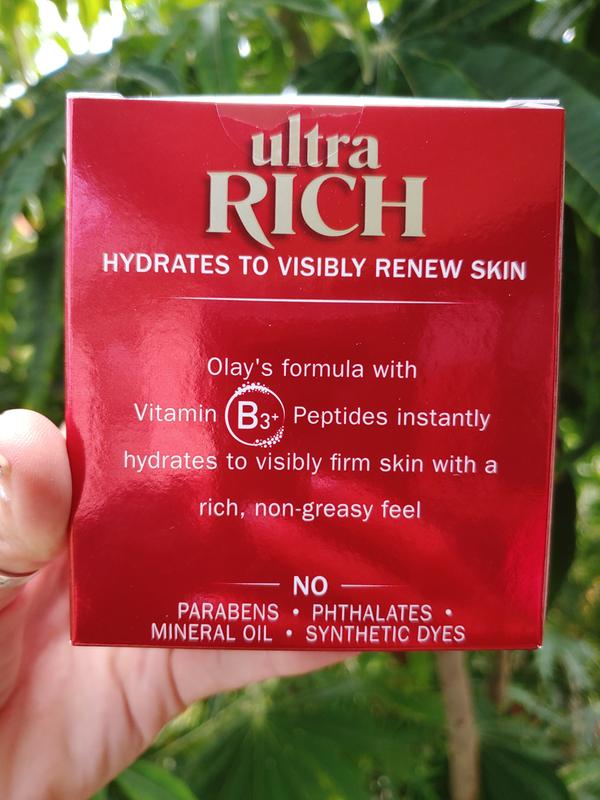 ultra
RICH
HYDRATES TO VISIBLY RENEW SKIN
Olay's formula with
Vitamin B3+ Peptides instantly
hydrates to visibly firm skin with a
rich, non-greasy feel
NO
PARABENS • PHTHALATES •
MINERAL OIL • SYNTHETIC DYES